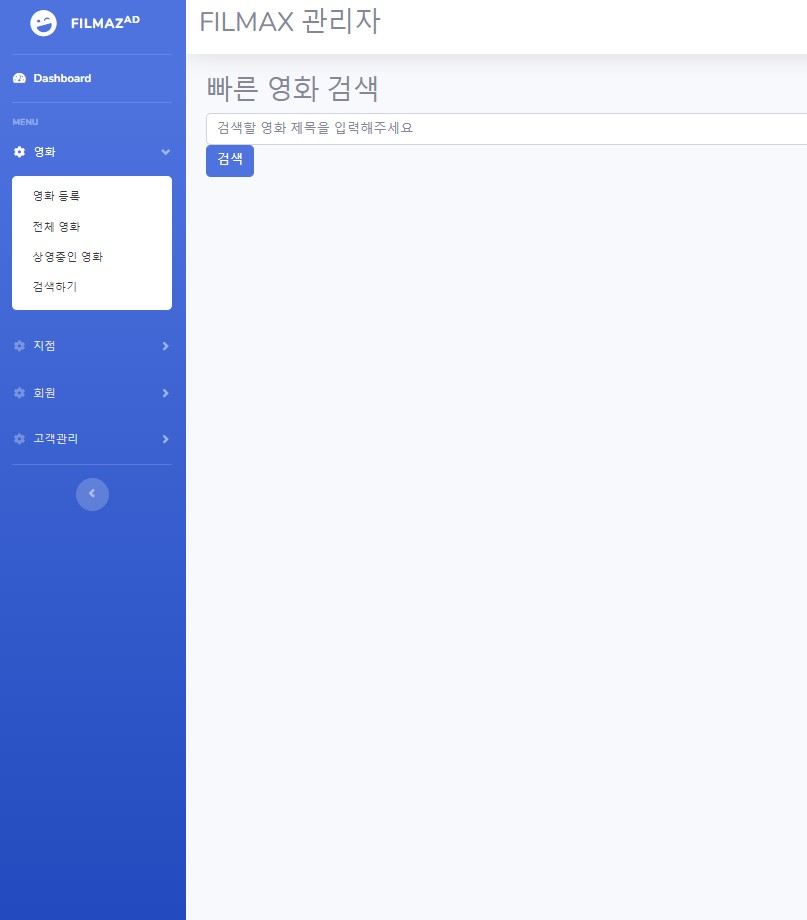 FILMAZAD
Dashboard
MENU
영화
영화 등록
전체 영화
상영중인 영화
검색하기
지점
회원
고객관리
FILMAX 관리자
빠른 영화 검색
검색할 영화 제목을 입력해주세요
검색